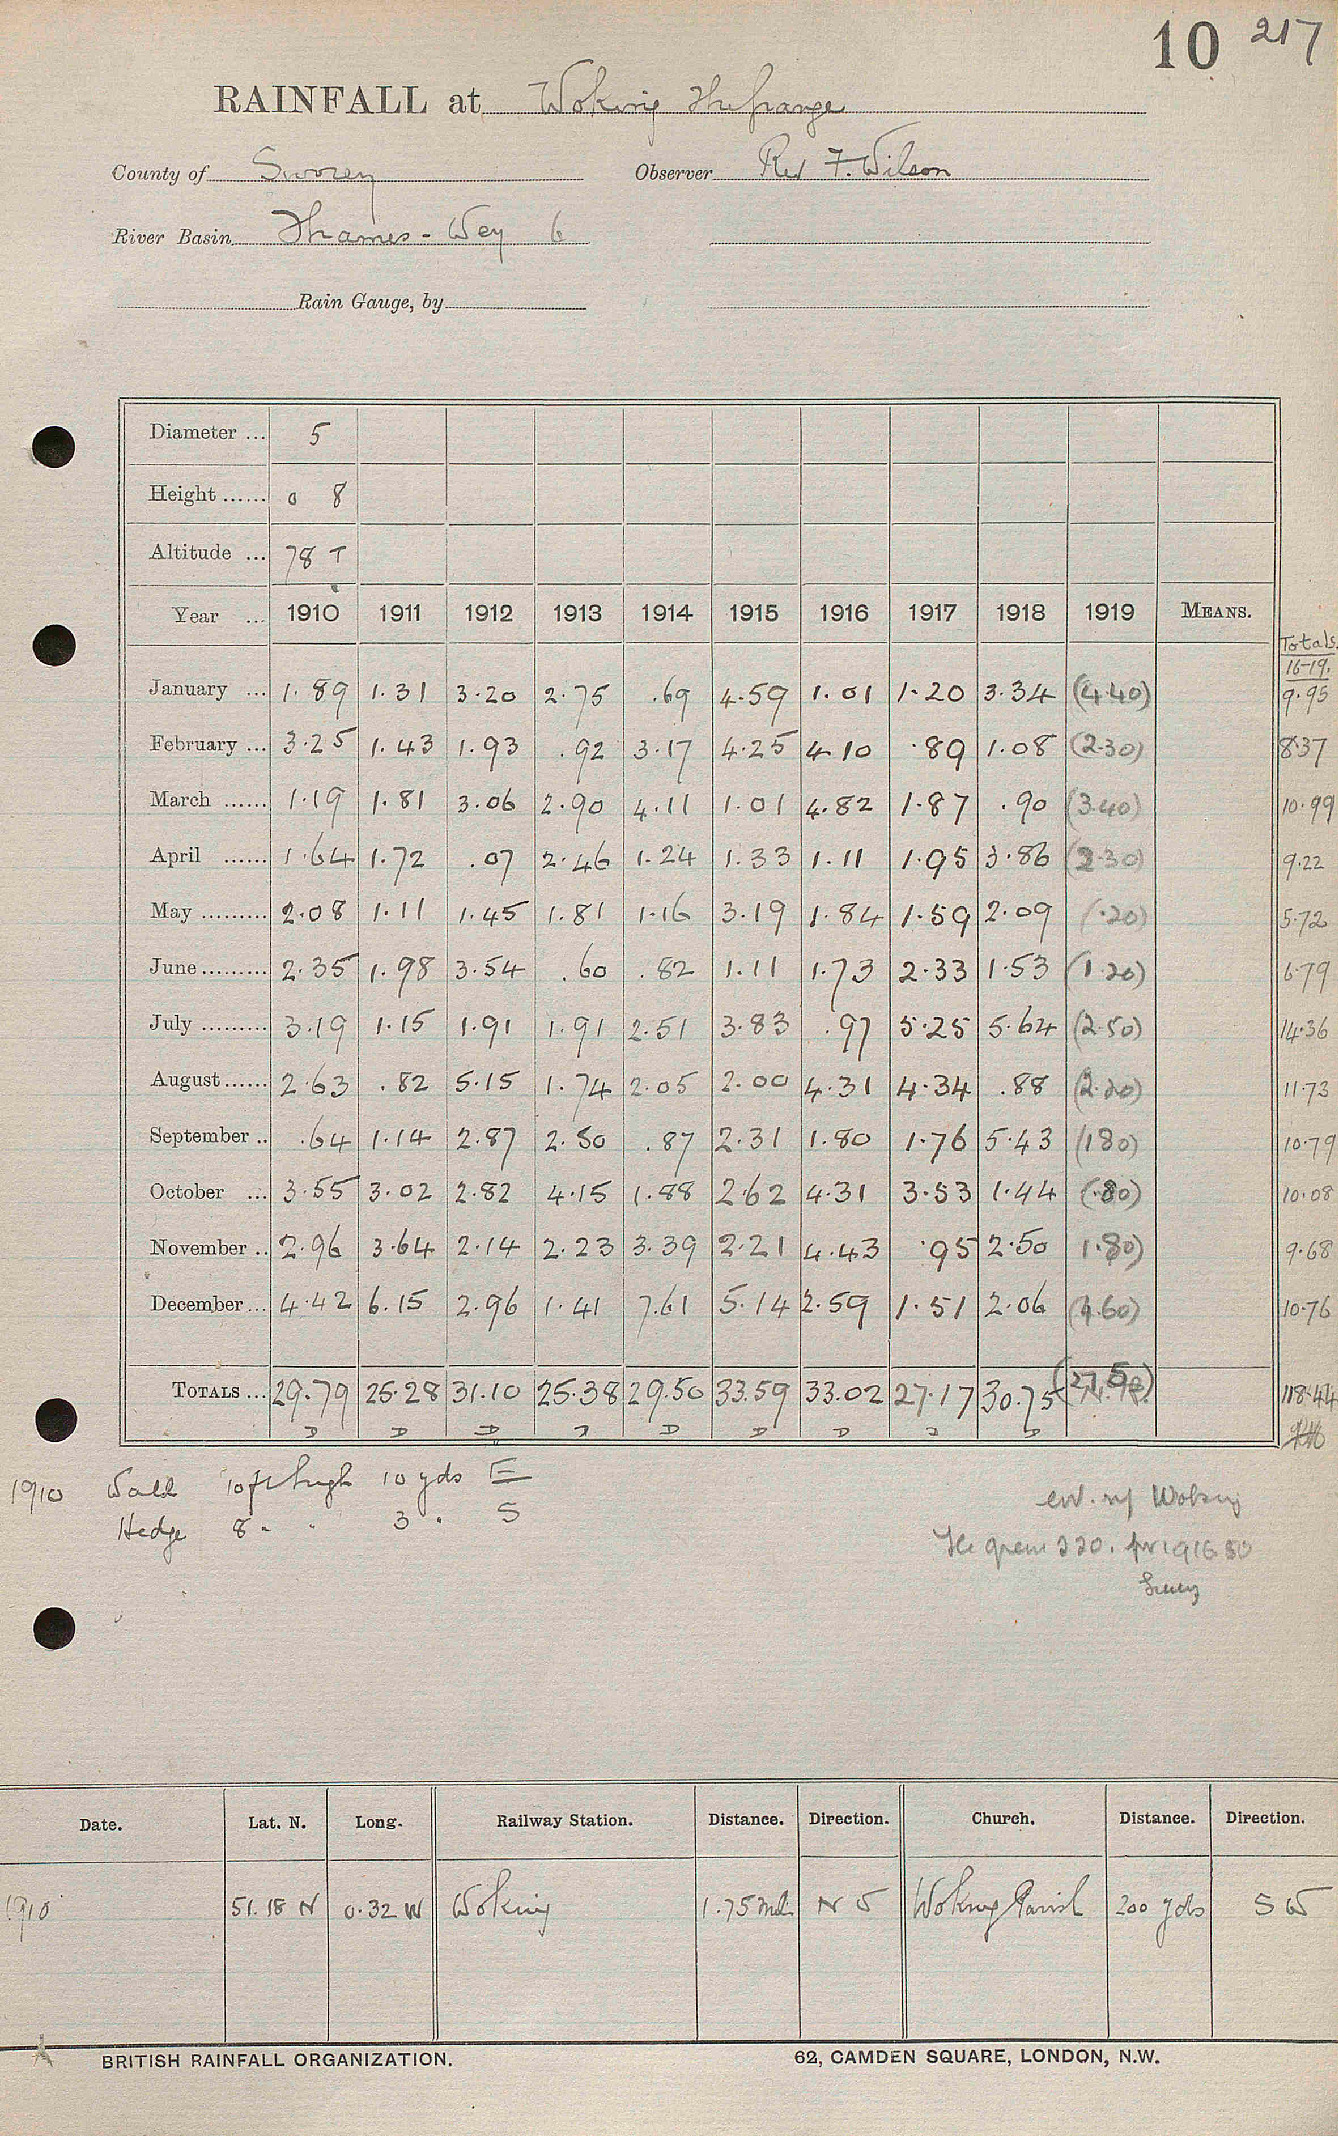 10 217
RAINFALL at Woking The Grange
County of Surrey Observer Rev F. Wilson
River Basin Thames - Wey 6
Rain Gauge, by
Diameter ... 5
Height ...... 0 8
Altitude ... 78 T
Year ... 1910 1911 1912 1913 1914 1915 1916 1917 1918 1919 MEANS. Totals 16-19.
January ... 1.89 1.31 3.20 2.75 .69 4.59 1.01 1.20 3.34 (4.40) 9.95
February ... 3.25 1.43 1.93 .92 3.17 4.25 4.10 .89 1.08 (2.30) 8.37
March ...... 1.19 1.81 3.06 2.90 4.11 1.01 4.82 1.87 .90 (3.40) 10.99
April ...... 1.64 1.72 .07 2.46 1.24 1.33 1.11 1.95 3.86 (2.30) 9.22
May ......... 2.08 1.11 1.45 1.81 1.16 3.19 1.84 1.59 2.09 (.20) 5.72
June ......... 2.35 1.98 3.54 .60 .82 1.11 1.73 2.33 1.53 (1.20) 6.79
July ......... 3.19 1.15 1.91 1.91 2.51 3.83 .97 5.25 5.64 (2.50) 14.36
August ...... 2.63 .82 5.15 1.74 2.05 2.00 4.31 4.34 .88 (2.20) 11.73
September .. .64 1.14 2.87 2.50 .87 2.31 1.80 1.76 5.43 (1.80) 10.79
October ... 3.55 3.02 2.82 4.15 1.88 2.62 4.31 3.53 1.44 (.80) 10.08
November .. 2.96 3.64 2.14 2.23 3.39 2.21 4.43 .95 2.50 1.80) 9.68
December ... 4.42 6.15 2.96 1.41 7.61 5.14 2.59 1.51 2.06 (4.60) 10.76
TOTALS ... 29.79 25.28 31.10 25.38 29.50 33.59 33.02 27.17 30.75 118.44
D D D D D D D D D
1910 Wall 10 ft high 10 yds E
Hedge 8 " " 3 " S
Woking
220. for 1916
Date. Lat. N. Long. Railway Station. Distance. Direction. Church. Distance. Direction.
1910 51.18 N 0.32 W Woking 1.75 mls N W Woking Parish 200 yds S W
BRITISH RAINFALL ORGANIZATION. 62, CAMDEN SQUARE, LONDON, N.W.